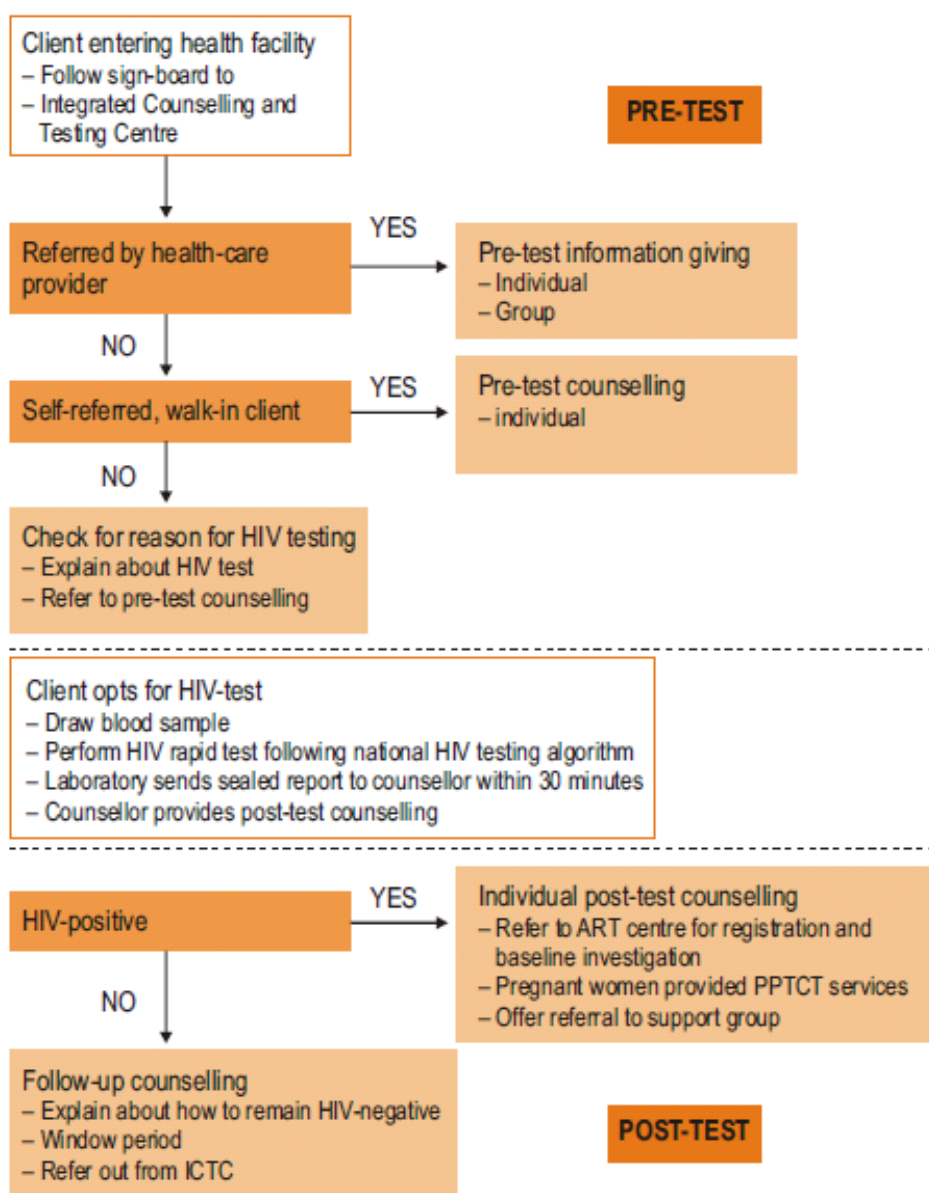 Client entering health facility
– Follow sign-board to
– Integrated Counselling and
Testing Centre
PRE-TEST
Referred by health-care
provider
YES
Pre-test information giving
– Individual
– Group
NO
Self-referred, walk-in client
YES
Pre-test counselling
– individual
NO
Check for reason for HIV testing
– Explain about HIV test
– Refer to pre-test counselling
Client opts for HIV-test
– Draw blood sample
– Perform HIV rapid test following national HIV testing algorithm
– Laboratory sends sealed report to counsellor within 30 minutes
– Counsellor provides post-test counselling
HIV-positive
YES
Individual post-test counselling
– Refer to ART centre for registration and
baseline investigation
– Pregnant women provided PPTCT services
– Offer referral to support group
NO
Follow-up counselling
– Explain about how to remain HIV-negative
– Window period
– Refer out from ICTC
POST-TEST